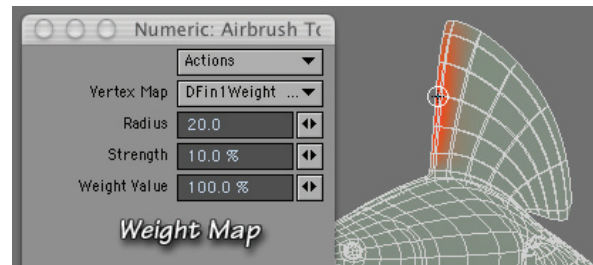 Numeric: Airbrush To
Actions
Vertex Map DFin1Weight ...
Radius 20.0
Strength 10.0 %
Weight Value 100.0 %
Weight Map